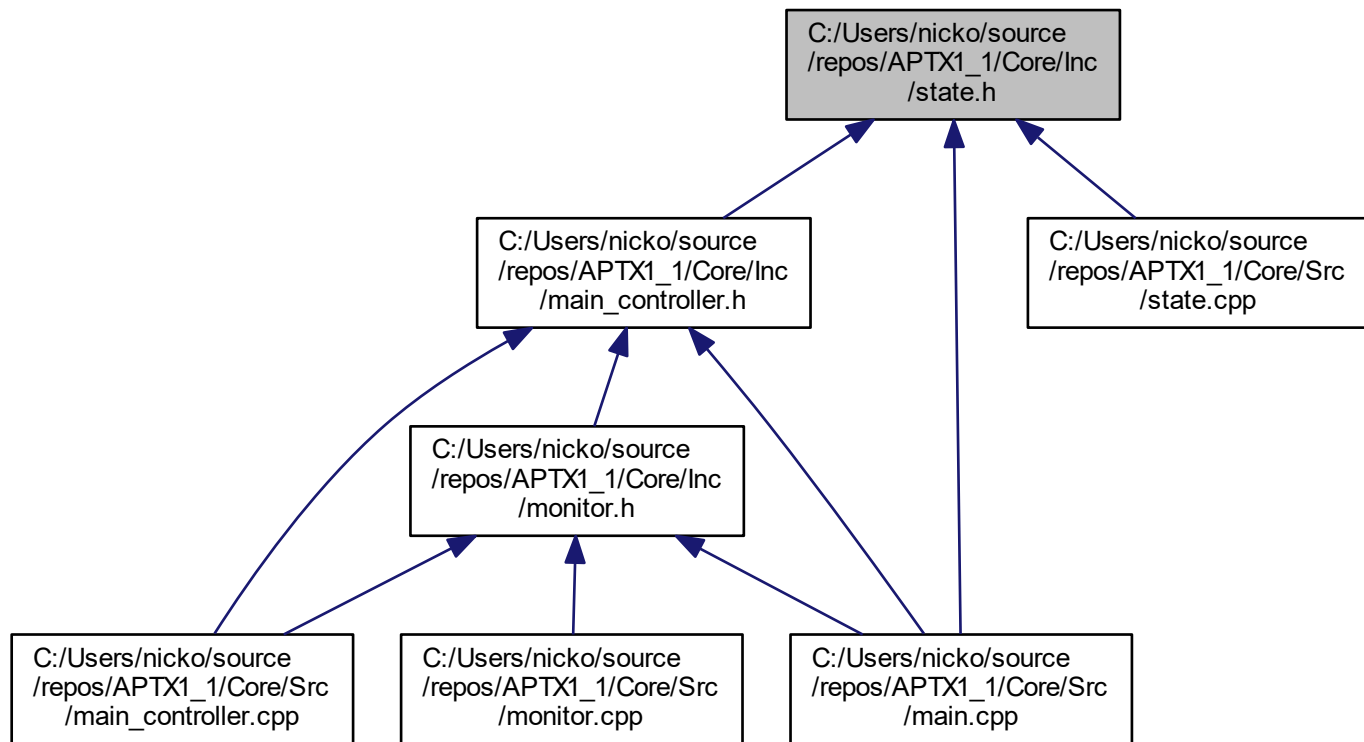 C:/Users/nicko/source
/repos/APTX1_1/Core/Inc
/state.h
C:/Users/nicko/source
/repos/APTX1_1/Core/Inc
/main_controller.h
C:/Users/nicko/source
/repos/APTX1_1/Core/Src
/state.cpp
C:/Users/nicko/source
/repos/APTX1_1/Core/Inc
/monitor.h
C:/Users/nicko/source
/repos/APTX1_1/Core/Src
/main_controller.cpp
C:/Users/nicko/source
/repos/APTX1_1/Core/Src
/monitor.cpp
C:/Users/nicko/source
/repos/APTX1_1/Core/Src
/main.cpp